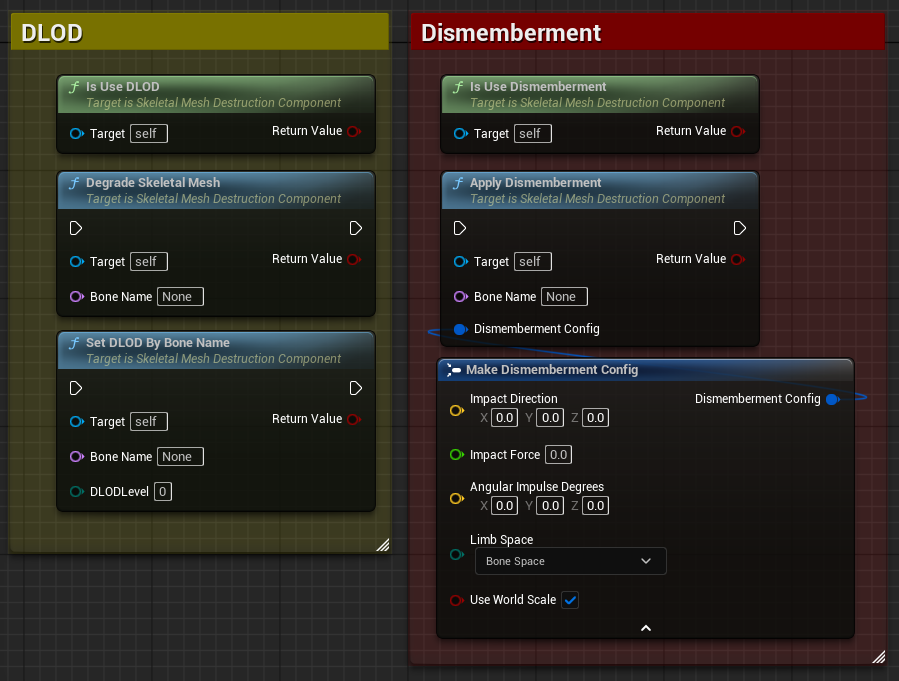 DLOD
Is Use DLOD
Target is Skeletal Mesh Destruction Component
Target self
Return Value
Degrade Skeletal Mesh
Target is Skeletal Mesh Destruction Component
Target self
Return Value
Bone Name None
Set DLOD By Bone Name
Target is Skeletal Mesh Destruction Component
Target self
Return Value
Bone Name None
DLODLevel 0
Dismemberment
Is Use Dismemberment
Target is Skeletal Mesh Destruction Component
Target self
Return Value
Apply Dismemberment
Target is Skeletal Mesh Destruction Component
Target self
Return Value
Bone Name None
Dismemberment Config
Make Dismemberment Config
Impact Direction
X 0.0 Y 0.0 Z 0.0
Dismemberment Config
Impact Force 0.0
Angular Impulse Degrees
X 0.0 Y 0.0 Z 0.0
Limb Space
Bone Space
Use World Scale